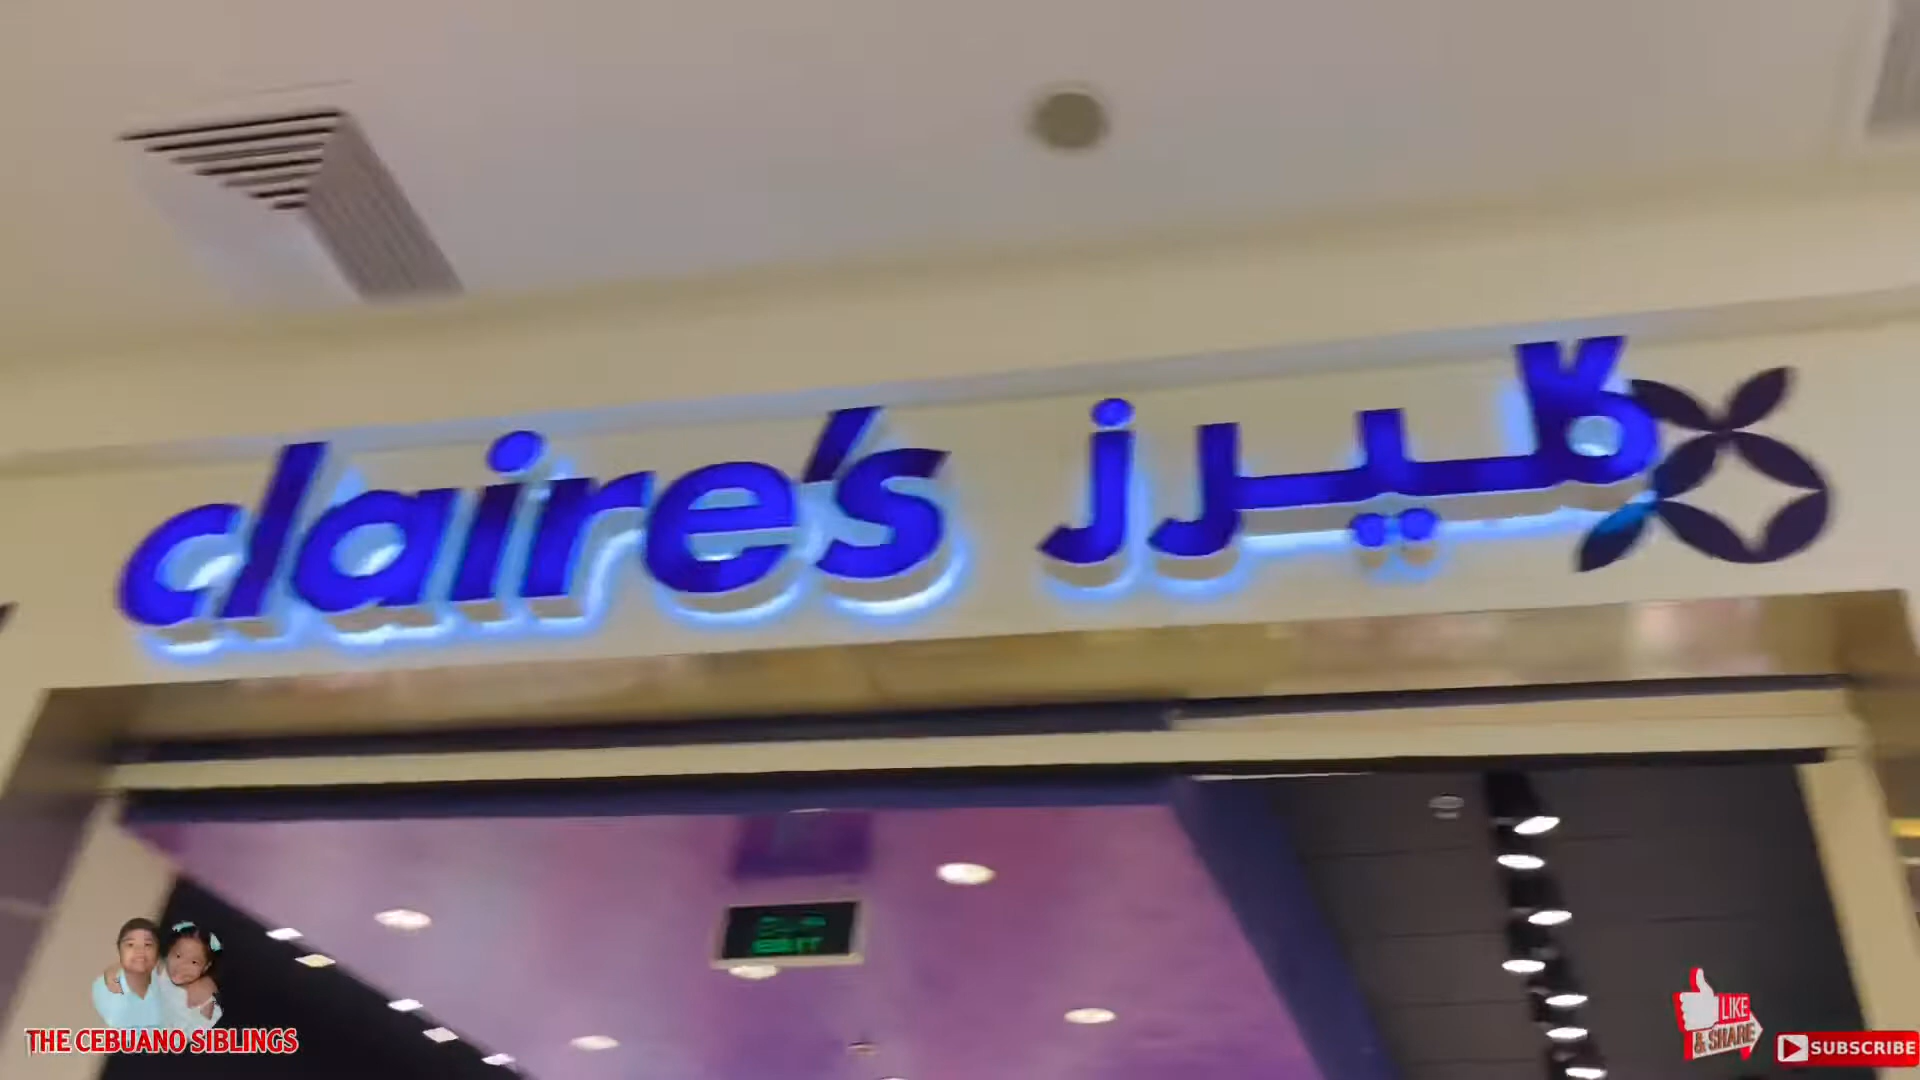 claire's كليرز
EXIT
THE CEBUANO SIBLINGS
LIKE
& SHARE
SUBSCRIBE